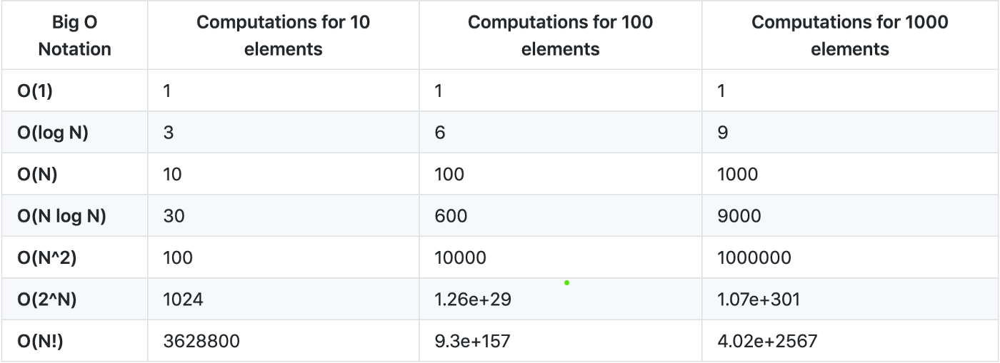 Big O Notation | Computations for 10 elements | Computations for 100 elements | Computations for 1000 elements
O(1) | 1 | 1 | 1
O(log N) | 3 | 6 | 9
O(N) | 10 | 100 | 1000
O(N log N) | 30 | 600 | 9000
O(N^2) | 100 | 10000 | 1000000
O(2^N) | 1024 | 1.26e+29 | 1.07e+301
O(N!) | 3628800 | 9.3e+157 | 4.02e+2567